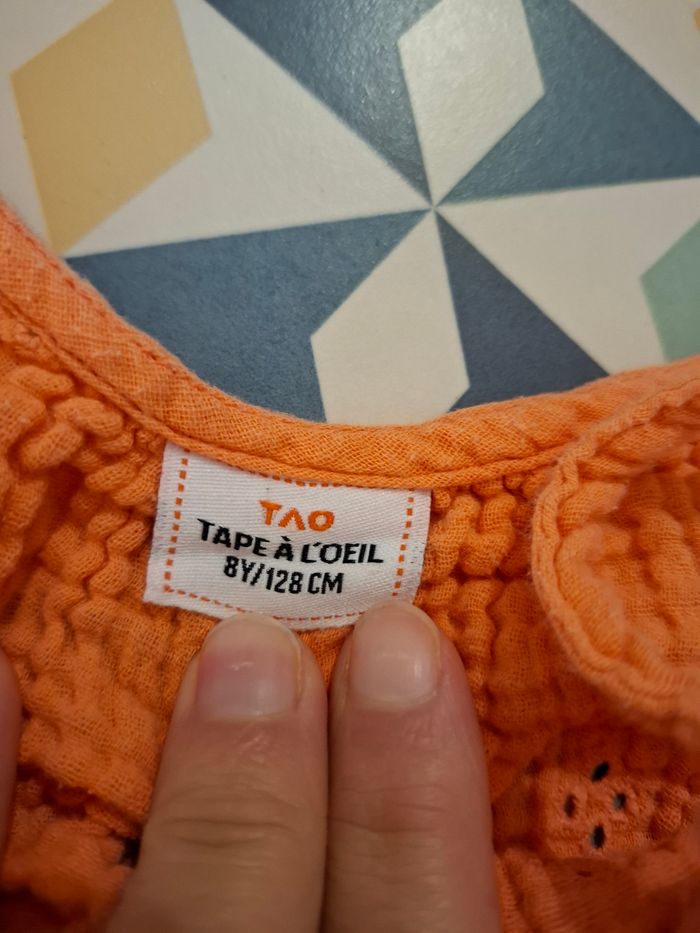 TAO
TAPE À L'OEIL
8Y/128 CM